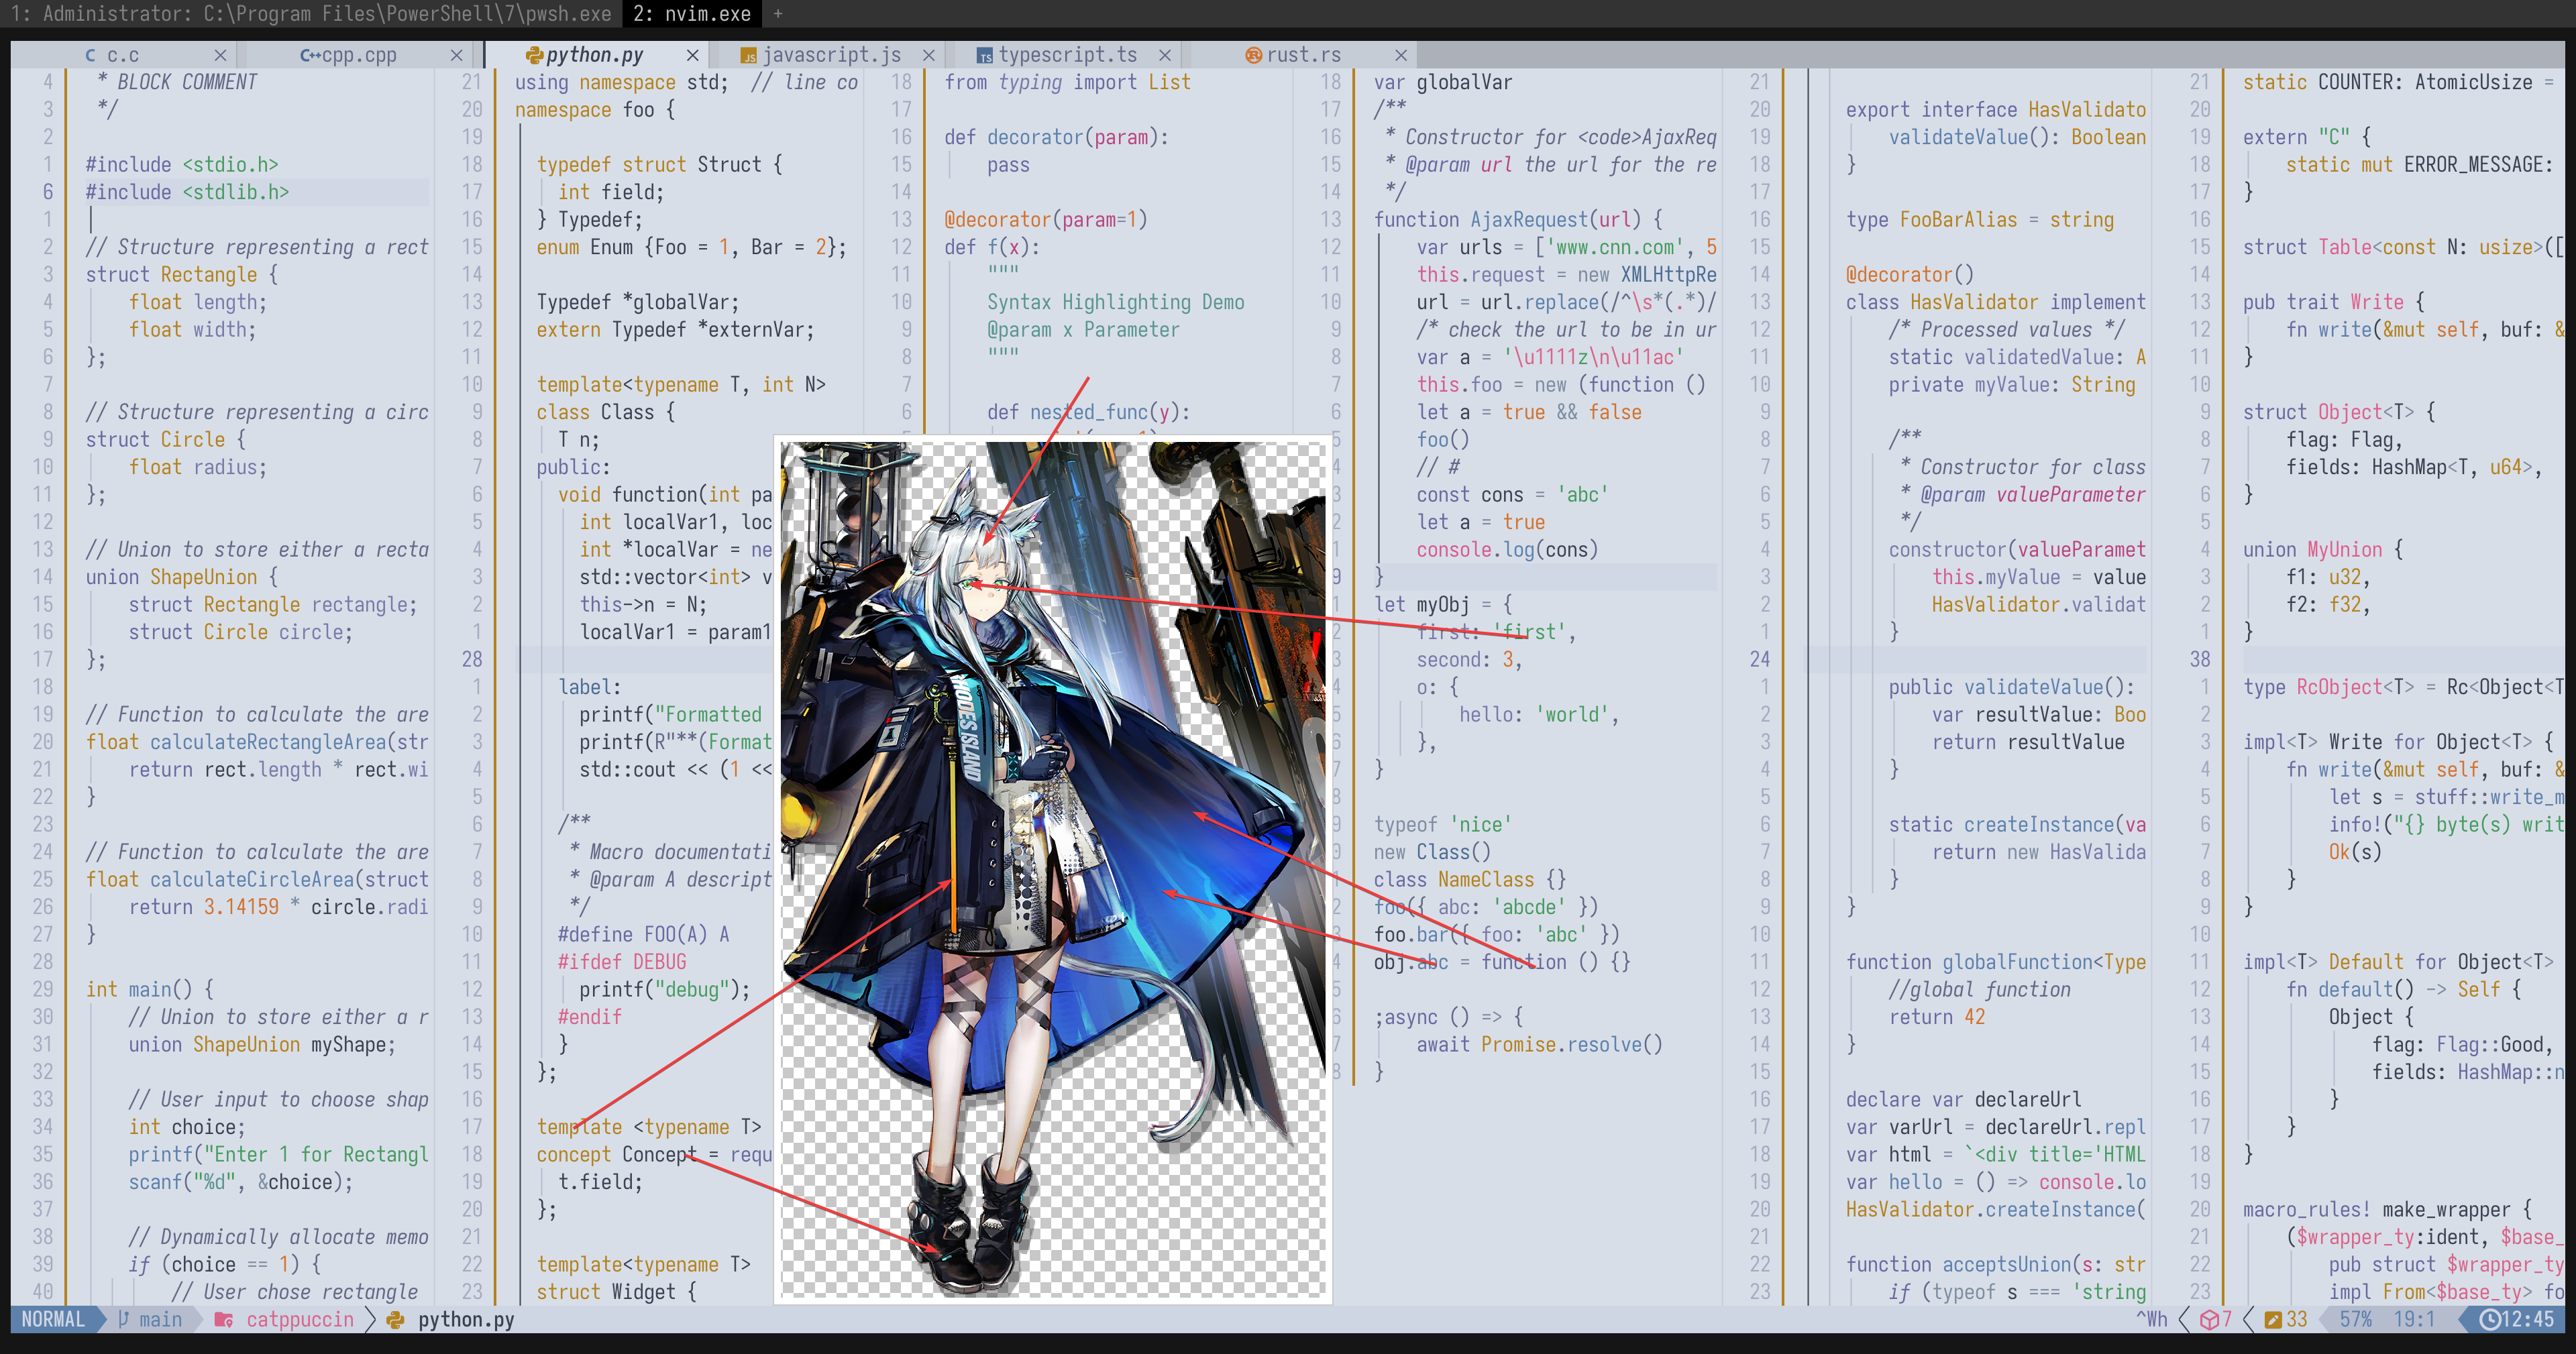 1: Administrator: C:\Program Files\PowerShell\7\pwsh.exe 2: nvim.exe +
c.c
cpp.cpp
python.py
javascript.js
typescript.ts
rust.rs
4 * BLOCK COMMENT
3 */
2
1 #include <stdio.h>
6 #include <stdlib.h>
1
2 // Structure representing a rect
3 struct Rectangle {
4 float length;
5 float width;
6 };
7
8 // Structure representing a circ
9 struct Circle {
10 float radius;
11 };
12
13 // Union to store either a recta
14 union ShapeUnion {
15 struct Rectangle rectangle;
16 struct Circle circle;
17 };
18
19 // Function to calculate the are
20 float calculateRectangleArea(str
21 return rect.length * rect.wi
22 }
23
24 // Function to calculate the are
25 float calculateCircleArea(struct
26 return 3.14159 * circle.radi
27 }
28
29 int main() {
30 // Union to store either a r
31 union ShapeUnion myShape;
32
33 // User input to choose shap
34 int choice;
35 printf("Enter 1 for Rectangl
36 scanf("%d", &choice);
37
38 // Dynamically allocate memo
39 if (choice == 1) {
40 // User chose rectangle
21 using namespace std; // line co
20 namespace foo {
19
18 typedef struct Struct {
17 int field;
16 } Typedef;
15 enum Enum {Foo = 1, Bar = 2};
14
13 Typedef *globalVar;
12 extern Typedef *externVar;
11
10 template<typename T, int N>
9 class Class {
8 T n;
7 public:
6 void function(int pa
5 int localVar1, loc
4 int *localVar = ne
3 std::vector<int> v
2 this->n = N;
1 localVar1 = param1
28
1 label:
2 printf("Formatted
3 printf(R"**(Format
4 std::cout << (1 <<
5
6 /**
7 * Macro documentati
8 * @param A descript
9 */
10 #define FOO(A) A
11 #ifdef DEBUG
12 printf("debug");
13 #endif
14 }
15 };
16
17 template <typename T>
18 concept Concept = requ
19 t.field;
20 };
21
22 template<typename T>
23 struct Widget {
18 from typing import List
17
16 def decorator(param):
15 pass
14
13 @decorator(param=1)
12 def f(x):
11 """
10 Syntax Highlighting Demo
9 @param x Parameter
8 """
7
6 def nested_func(y):
RHODES ISLAND
18 var globalVar
17 /**
16 * Constructor for <code>AjaxReq
15 * @param url the url for the re
14 */
13 function AjaxRequest(url) {
12 var urls = ['www.cnn.com', 5
11 this.request = new XMLHttpRe
10 url = url.replace(/^\s*(.*)/
9 /* check the url to be in ur
8 var a = '\u1111z\n\u11ac'
7 this.foo = new (function ()
6 let a = true && false
5 foo()
4 // #
3 const cons = 'abc'
2 let a = true
1 console.log(cons)
9 }
1 let myObj = {
2 first: 'first',
3 second: 3,
4 o: {
5 hello: 'world',
6 },
7 }
8
9 typeof 'nice'
0 new Class()
1 class NameClass {}
2 foo({ abc: 'abcde' })
3 foo.bar({ foo: 'abc' })
4 obj.abc = function () {}
5
6 ;async () => {
7 await Promise.resolve()
8 }
21
20 export interface HasValidato
19 validateValue(): Boolean
18 }
17
16 type FooBarAlias = string
15
14 @decorator()
13 class HasValidator implement
12 /* Processed values */
11 static validatedValue: A
10 private myValue: String
9
8 /**
7 * Constructor for class
6 * @param valueParameter
5 */
4 constructor(valueParamet
3 this.myValue = value
2 HasValidator.validat
1 }
24
1 public validateValue():
2 var resultValue: Boo
3 return resultValue
4 }
5
6 static createInstance(va
7 return new HasValida
8 }
9 }
10
11 function globalFunction<Type
12 //global function
13 return 42
14 }
15
16 declare var declareUrl
17 var varUrl = declareUrl.repl
18 var html = `<div title='HTML
19 var hello = () => console.lo
20 HasValidator.createInstance(
21
22 function acceptsUnion(s: str
23 if (typeof s === 'string
21 static COUNTER: AtomicUsize =
20
19 extern "C" {
18 static mut ERROR_MESSAGE:
17 }
16
15 struct Table<const N: usize>([
14
13 pub trait Write {
12 fn write(&mut self, buf: &
11 }
10
9 struct Object<T> {
8 flag: Flag,
7 fields: HashMap<T, u64>,
6 }
5
4 union MyUnion {
3 f1: u32,
2 f2: f32,
1 }
38
1 type RcObject<T> = Rc<Object<T
2
3 impl<T> Write for Object<T> {
4 fn write(&mut self, buf: &
5 let s = stuff::write_m
6 info!("{} byte(s) writ
7 Ok(s)
8 }
9 }
10
11 impl<T> Default for Object<T>
12 fn default() -> Self {
13 Object {
14 flag: Flag::Good,
15 fields: HashMap::n
16 }
17 }
18 }
19
20 macro_rules! make_wrapper {
21 ($wrapper_ty:ident, $base_
22 pub struct $wrapper_ty
23 impl From<$base_ty> fo
NORMAL main catppuccin python.py ^Wh 7 33 57% 19:1 12:45